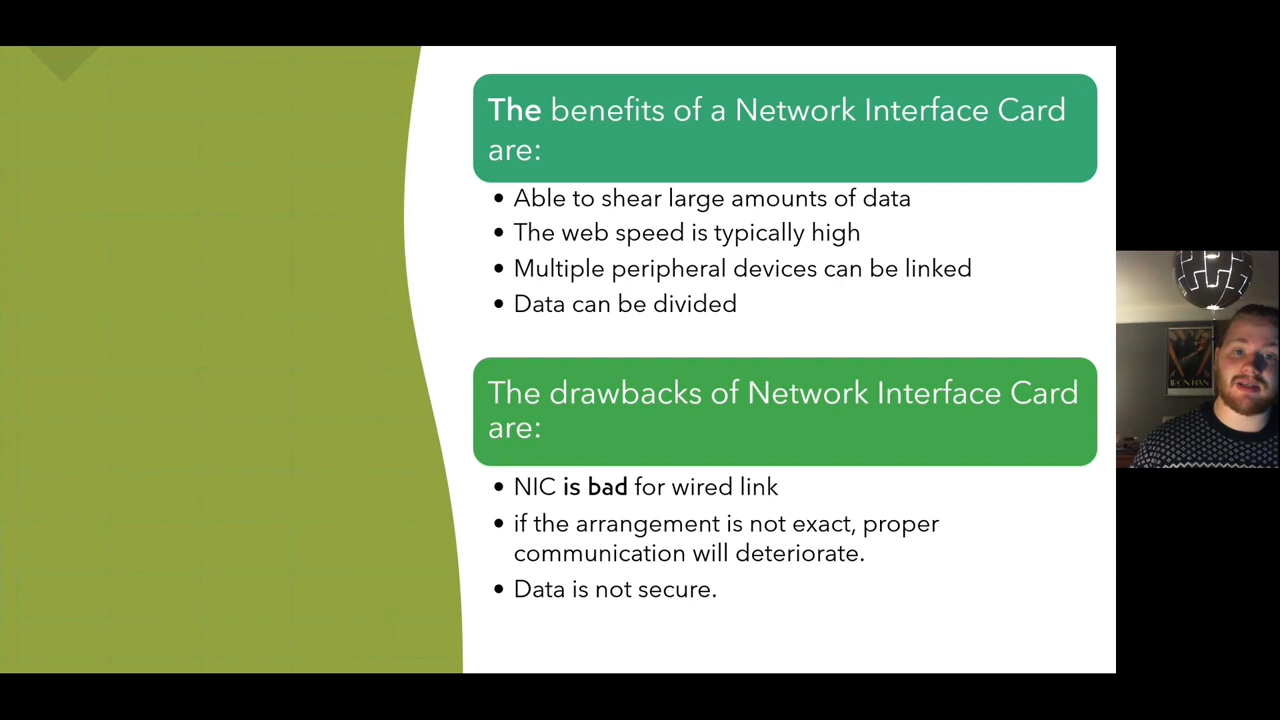 The benefits of a Network Interface Card
are:
• Able to shear large amounts of data
• The web speed is typically high
• Multiple peripheral devices can be linked
• Data can be divided
The drawbacks of Network Interface Card
are:
• NIC is bad for wired link
• if the arrangement is not exact, proper
communication will deteriorate.
• Data is not secure.
IRON MAN